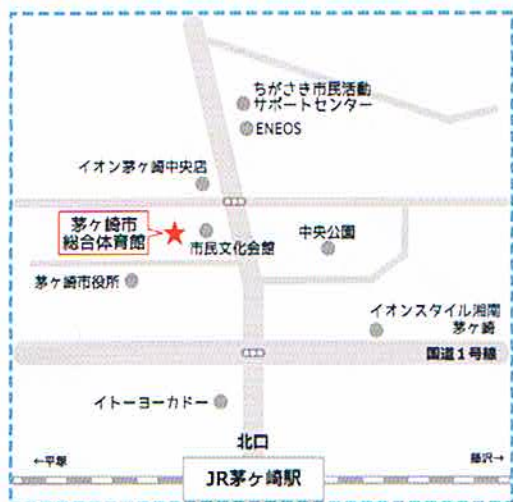 ちがさき市民活動
サポートセンター
ENEOS
イオン茅ヶ崎中央店
茅ヶ崎市
総合体育館
市民文化会館
中央公園
茅ヶ崎市役所
イオンスタイル湘南
茅ヶ崎
国道1号線
イトーヨーカドー
北口
←平塚
藤沢→
JR茅ヶ崎駅